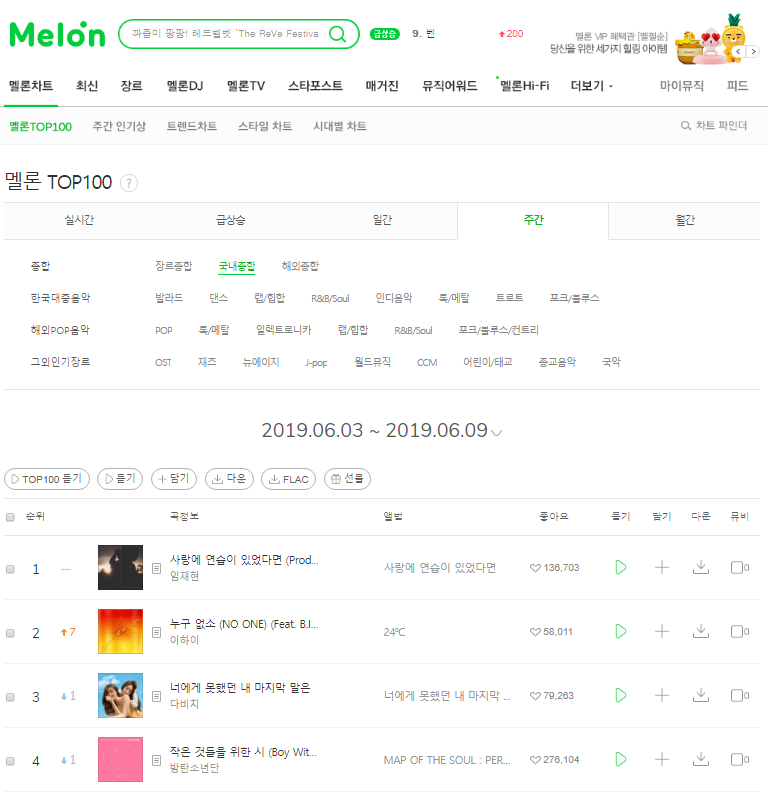 Melon
과즙미 팡팡! 레드벨벳 'The ReVe Festiva
급상승 9. 번 200
멜론 VIP 혜택관 [멜필순]
당신을 위한 세가지 힐링 아이템
멜론차트 최신 장르 멜론DJ 멜론TV 스타포스트 매거진 뮤직어워드 멜론Hi-Fi 더보기 마이뮤직 피드
멜론TOP100 주간 인기상 트렌드차트 스타일 차트 시대별 차트 차트 파인더
멜론 TOP100 ?
실시간 급상승 일간 주간 월간
종합 장르종합 국내종합 해외종합
한국대중음악 발라드 댄스 랩/힙합 R&B/Soul 인디음악 록/메탈 트로트 포크/블루스
해외POP음악 POP 록/메탈 일렉트로니카 랩/힙합 R&B/Soul 포크/블루스/컨트리
그외인기장르 OST 재즈 뉴에이지 J-pop 월드뮤직 CCM 어린이/태교 종교음악 국악
2019.06.03 ~ 2019.06.09
TOP100 듣기 듣기 담기 다운 FLAC 선물
순위 곡정보 앨범 좋아요 듣기 담기 다운 뮤비
1 사랑에 연습이 있었다면 (Prod... 사랑에 연습이 있었다면 136,703
임재현
2 7 누구 없소 (NO ONE) (Feat. B.I... 24℃ 58,011
이하이
3 1 너에게 못했던 내 마지막 말은 너에게 못했던 내 마지막 ... 79,263
다비치
4 1 작은 것들을 위한 시 (Boy Wit... MAP OF THE SOUL : PER... 276,104
방탄소년단